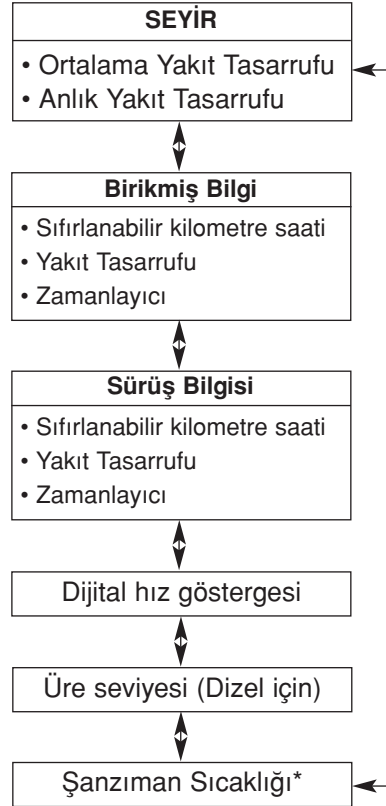 SEYİR
• Ortalama Yakıt Tasarrufu
• Anlık Yakıt Tasarrufu
Birikmiş Bilgi
• Sıfırlanabilir kilometre saati
• Yakıt Tasarrufu
• Zamanlayıcı
Sürüş Bilgisi
• Sıfırlanabilir kilometre saati
• Yakıt Tasarrufu
• Zamanlayıcı
Dijital hız göstergesi
Üre seviyesi (Dizel için)
Şanzıman Sıcaklığı*